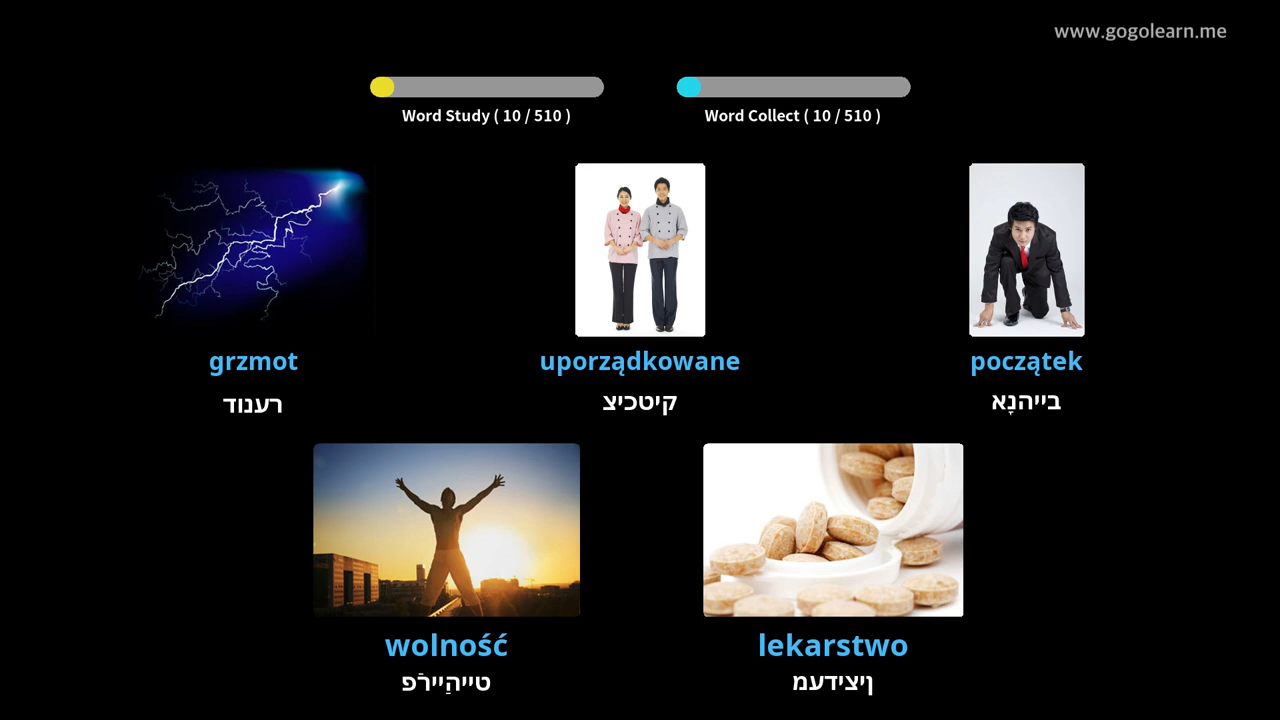 www.gogolearn.me
Word Study ( 10 / 510 )
Word Collect ( 10 / 510 )
grzmot
רענוד
uporządkowane
קיטכיצ
początek
בייהנָא
wolność
טייהַיירֿפ
lekarstwo
ןיצידעמ